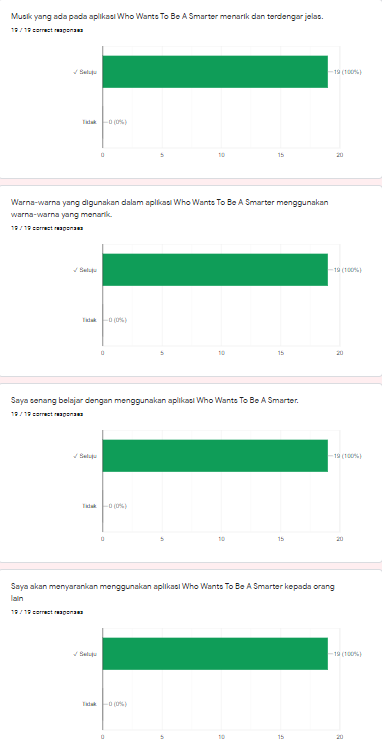 Musik yang ada pada aplikasi Who Wants To Be A Smarter menarik dan terdengar jelas.
19 / 19 correct responses
✓ Setuju
19 (100%)
Tidak
0 (0%)
0 5 10 15 20
Warna-warna yang digunakan dalam aplikasi Who Wants To Be A Smarter menggunakan
warna-warna yang menarik.
19 / 19 correct responses
✓ Setuju
19 (100%)
Tidak
0 (0%)
0 5 10 15 20
Saya senang belajar dengan menggunakan aplikasi Who Wants To Be A Smarter.
19 / 19 correct responses
✓ Setuju
19 (100%)
Tidak
0 (0%)
0 5 10 15 20
Saya akan menyarankan menggunakan aplikasi Who Wants To Be A Smarter kepada orang
lain
19 / 19 correct responses
✓ Setuju
19 (100%)
Tidak
0 (0%)
0 5 10 15 20